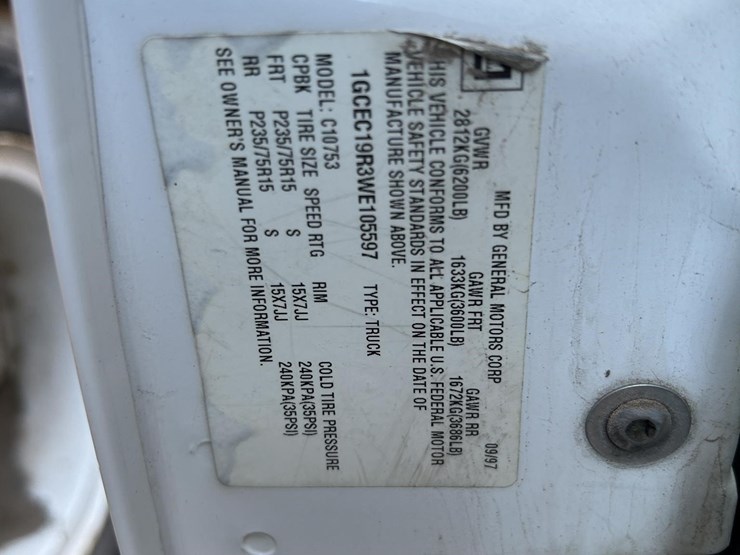 MFD BY GENERAL MOTORS CORP 09/97
GVWR GAWR FRT GAWR RR
2812KG(6200LB) 1633KG(3600LB) 1672KG(3686LB)
THIS VEHICLE CONFORMS TO ALL APPLICABLE U.S. FEDERAL MOTOR
VEHICLE SAFETY STANDARDS IN EFFECT ON THE DATE OF
MANUFACTURE SHOWN ABOVE.
1GCEC19R3WE105597 TYPE: TRUCK
MODEL: C10753
CPBK TIRE SIZE SPEED RTG RIM COLD TIRE PRESSURE
FRT P235/75R15 S 15X7JJ 240KPA(35PSI)
RR P235/75R15 S 15X7JJ 240KPA(35PSI)
SEE OWNER'S MANUAL FOR MORE INFORMATION.